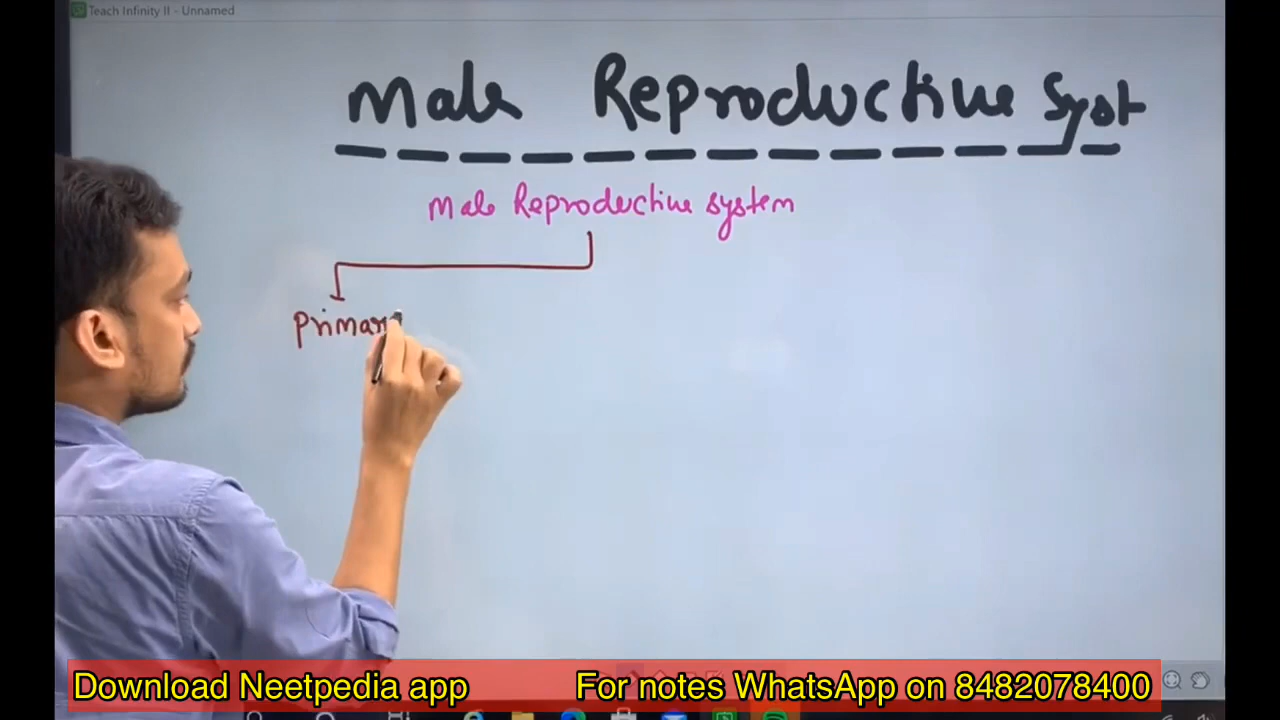 Teach Infinity II - Unnamed
Male Reproductive Syst
Male Reproductive system
Primar
Download Neetpedia app For notes WhatsApp on 8482078400